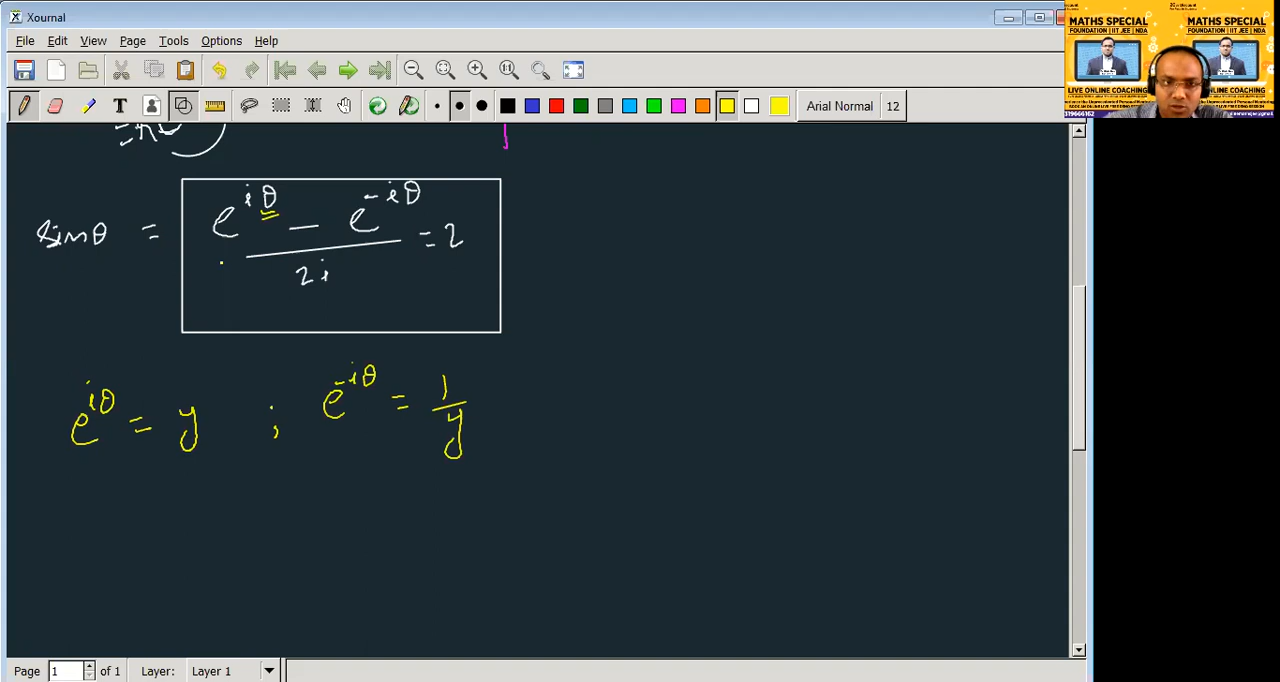 Xournal
File Edit View Page Tools Options Help
Arial Normal 12
sinθ = e^{iθ} - e^{-iθ} / 2i = 2
e^{iθ} = y ; e^{-iθ} = 1/y
Page 1 of 1 Layer: Layer 1
MATHS SPECIAL
FOUNDATION | IIT JEE | NDA
LIVE ONLINE COACHING
MATHS SPECIAL
FOUNDATION | IIT JEE | NDA
LIVE ONLINE COACHING